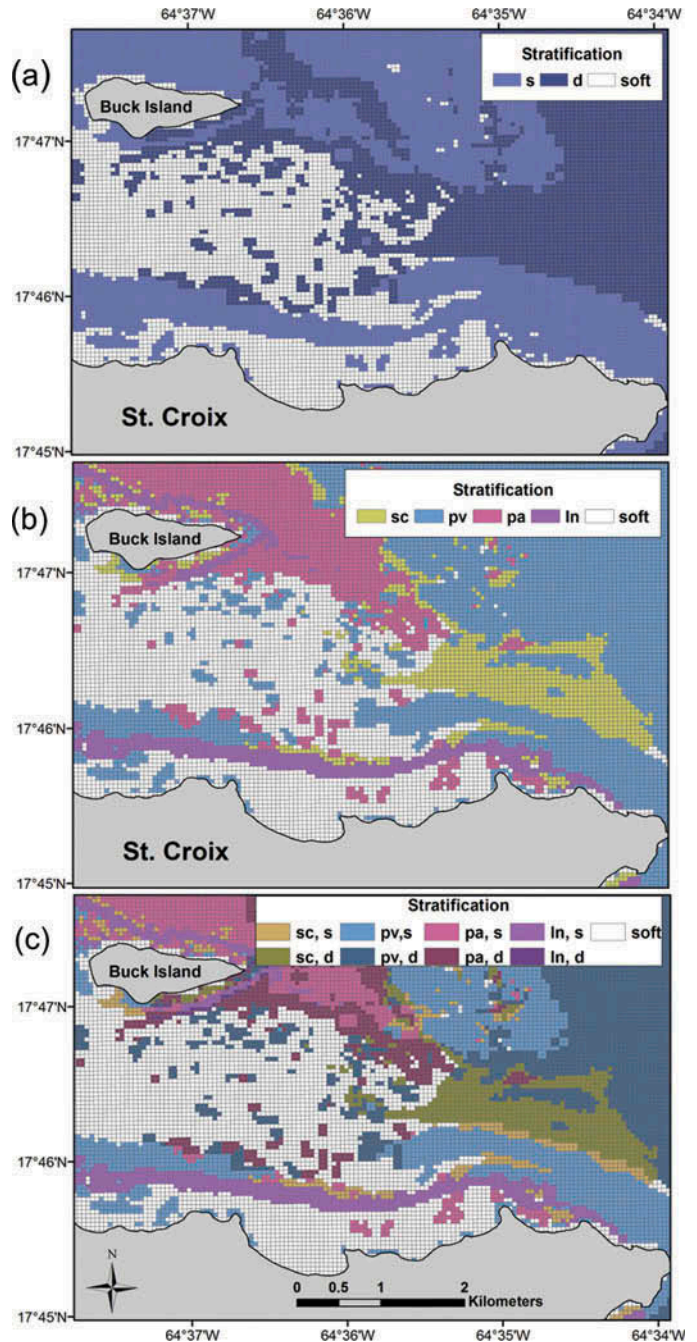 64°37'W 64°36'W 64°35'W 64°34'W
(a)
Stratification
s d soft
Buck Island
17°47'N
17°46'N
St. Croix
17°45'N
(b)
Stratification
sc pv pa ln soft
Buck Island
17°47'N
17°46'N
St. Croix
17°45'N
(c)
Stratification
sc, s pv,s pa, s ln, s soft
sc, d pv, d pa, d ln, d
Buck Island
17°47'N
17°46'N
N
0 0.5 1 2
Kilometers
17°45'N
64°37'W 64°36'W 64°35'W 64°34'W